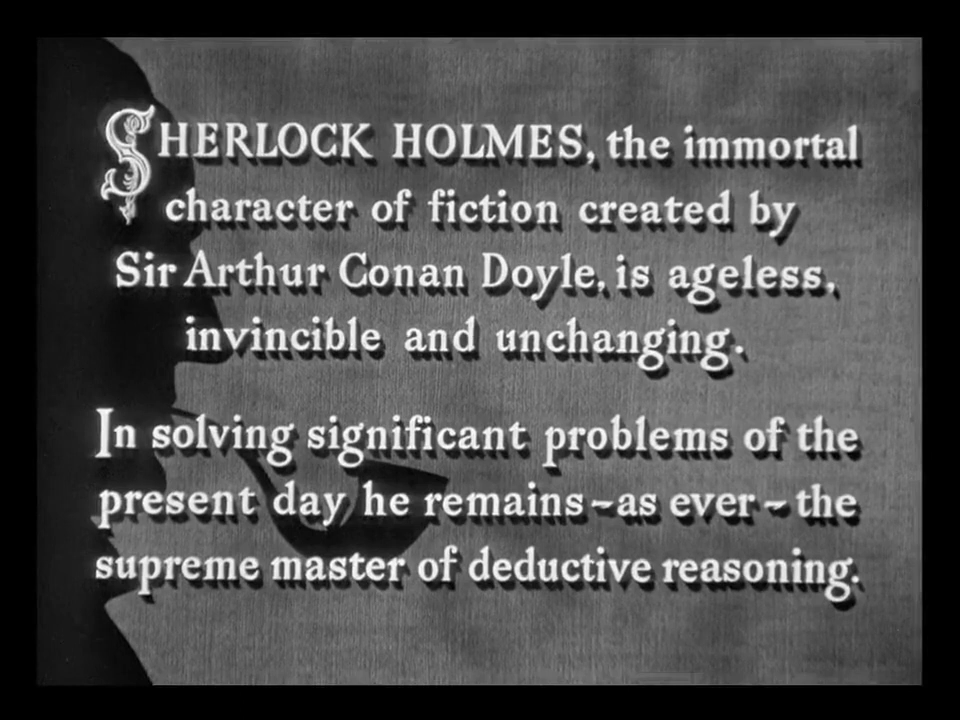 SHERLOCK HOLMES, the immortal
character of fiction created by
Sir Arthur Conan Doyle, is ageless,
invincible and unchanging.
In solving significant problems of the
present day he remains~as ever~the
supreme master of deductive reasoning.